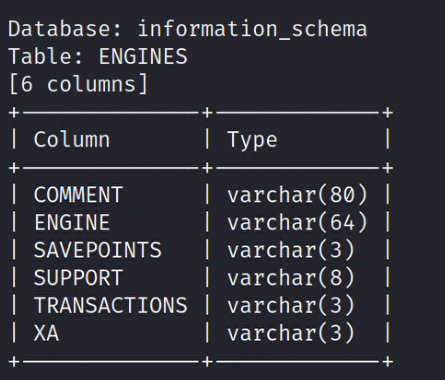 Database: information_schema
Table: ENGINES
[6 columns]
+--------------+-------------+
| Column       | Type        |
+--------------+-------------+
| COMMENT      | varchar(80) |
| ENGINE       | varchar(64) |
| SAVEPOINTS   | varchar(3)  |
| SUPPORT      | varchar(8)  |
| TRANSACTIONS | varchar(3)  |
| XA           | varchar(3)  |
+--------------+-------------+